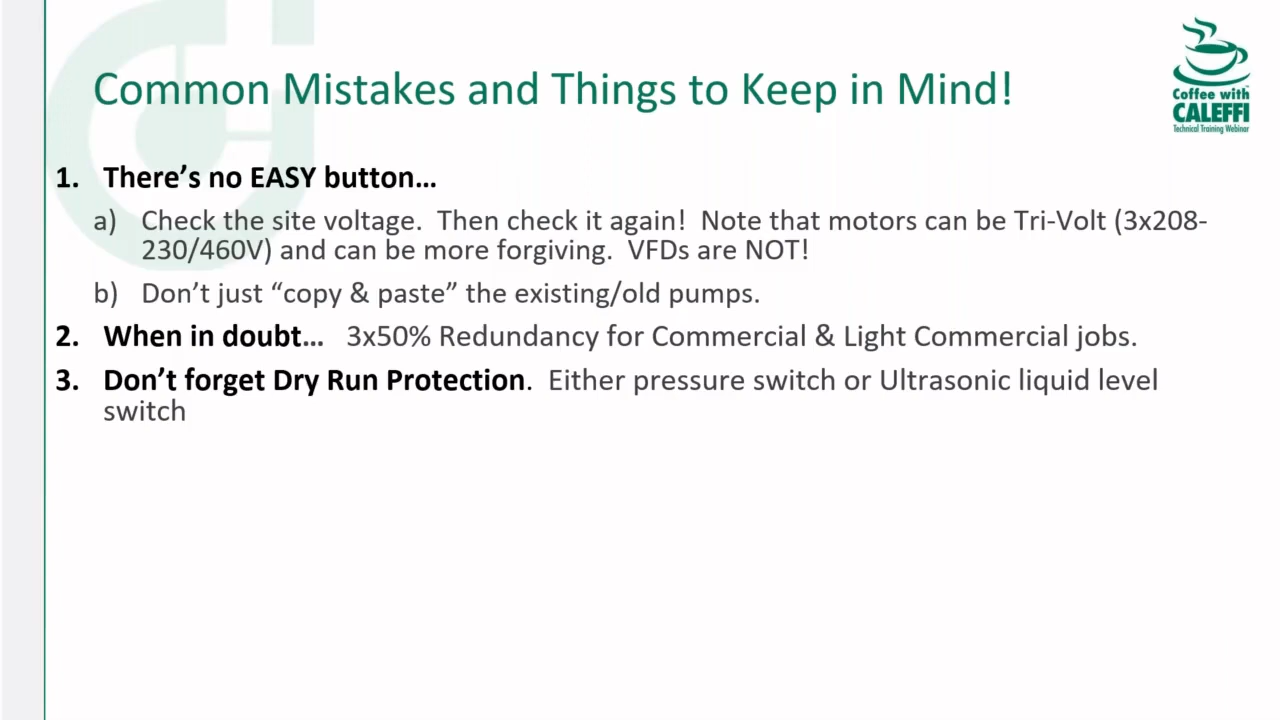 Common Mistakes and Things to Keep in Mind!
Coffee with
CALEFFI
Technical Training Webinar
1. There’s no EASY button…
a) Check the site voltage.  Then check it again!  Note that motors can be Tri-Volt (3x208-
230/460V) and can be more forgiving.  VFDs are NOT!
b) Don’t just “copy & paste” the existing/old pumps.
2. When in doubt…  3x50% Redundancy for Commercial & Light Commercial jobs.
3. Don’t forget Dry Run Protection.  Either pressure switch or Ultrasonic liquid level
switch